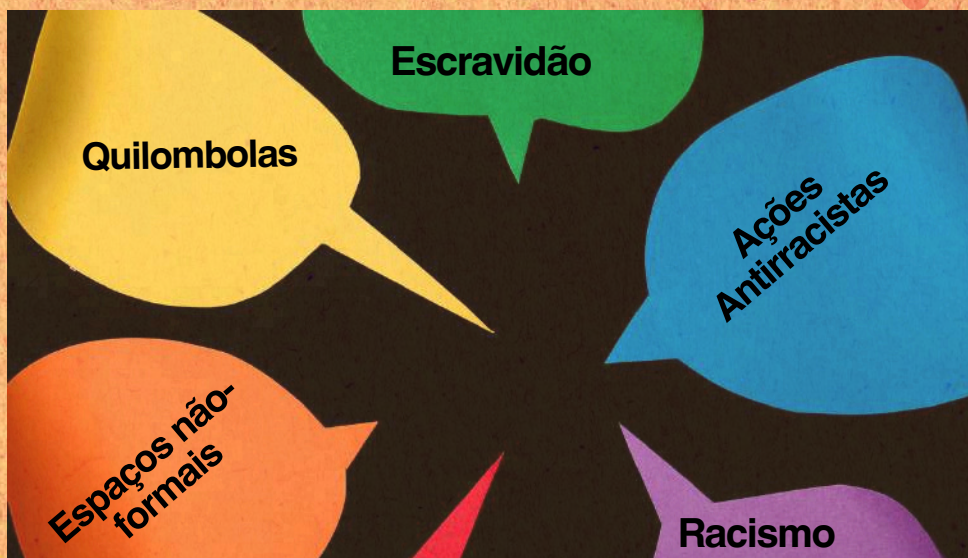 Escravidão
Quilombolas
Ações
Antirracistas
Espaços não-
formais
Racismo